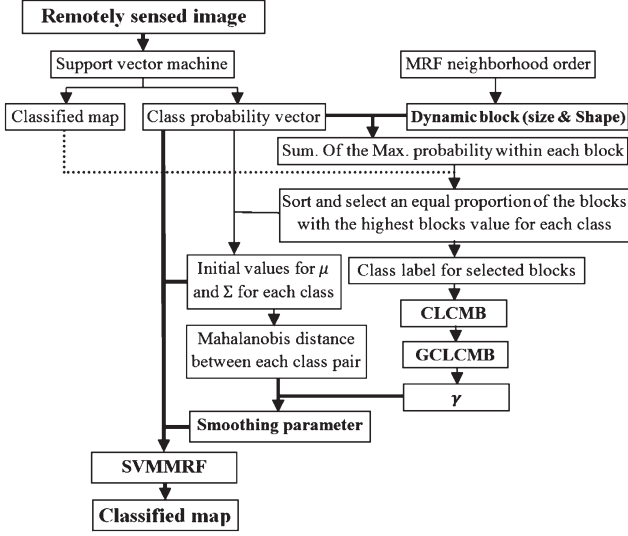 Remotely sensed image
Support vector machine
MRF neighborhood order
Classified map
Class probability vector
Dynamic block (size & Shape)
Sum. Of the Max. probability within each block
Sort and select an equal proportion of the blocks
with the highest blocks value for each class
Initial values for μ
and Σ for each class
Class label for selected blocks
CLCMB
Mahalanobis distance
between each class pair
GCLCMB
γ
Smoothing parameter
SVMMRF
Classified map